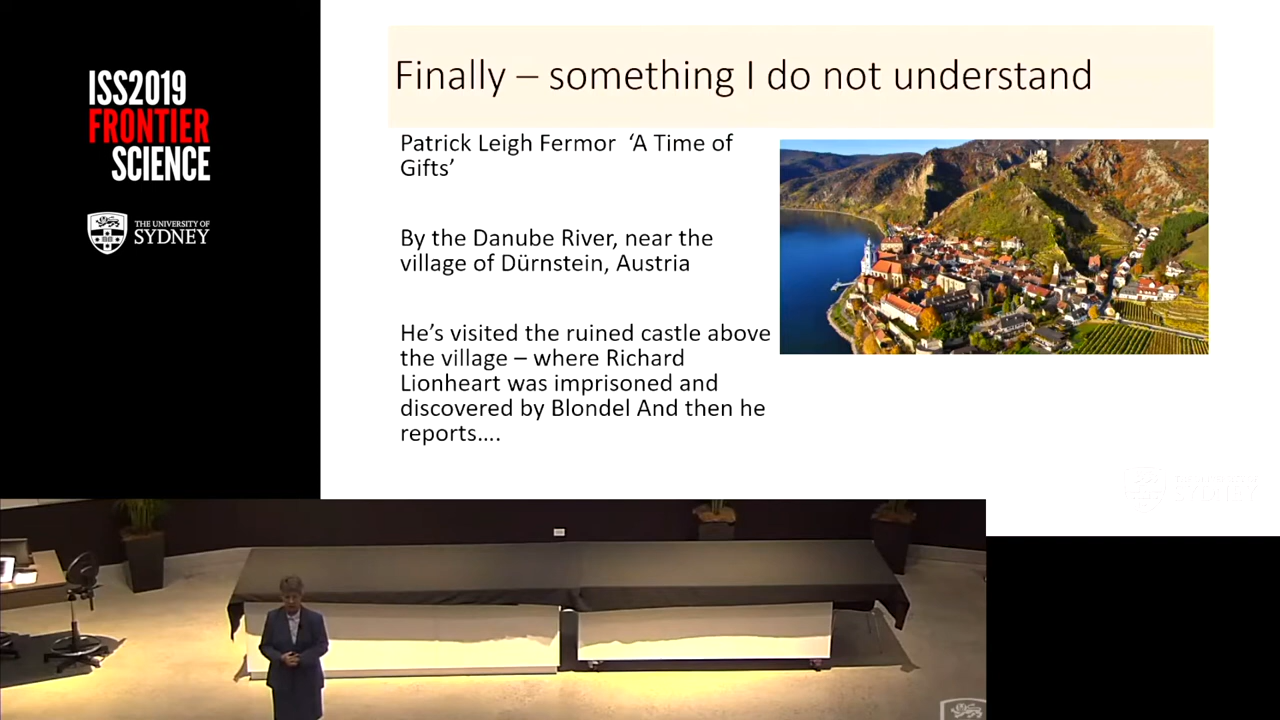 ISS2019
FRONTIER
SCIENCE
THE UNIVERSITY OF
SYDNEY
Finally – something I do not understand
Patrick Leigh Fermor ‘A Time of
Gifts’
By the Danube River, near the
village of Dürnstein, Austria
He’s visited the ruined castle above
the village – where Richard
Lionheart was imprisoned and
discovered by Blondel And then he
reports….